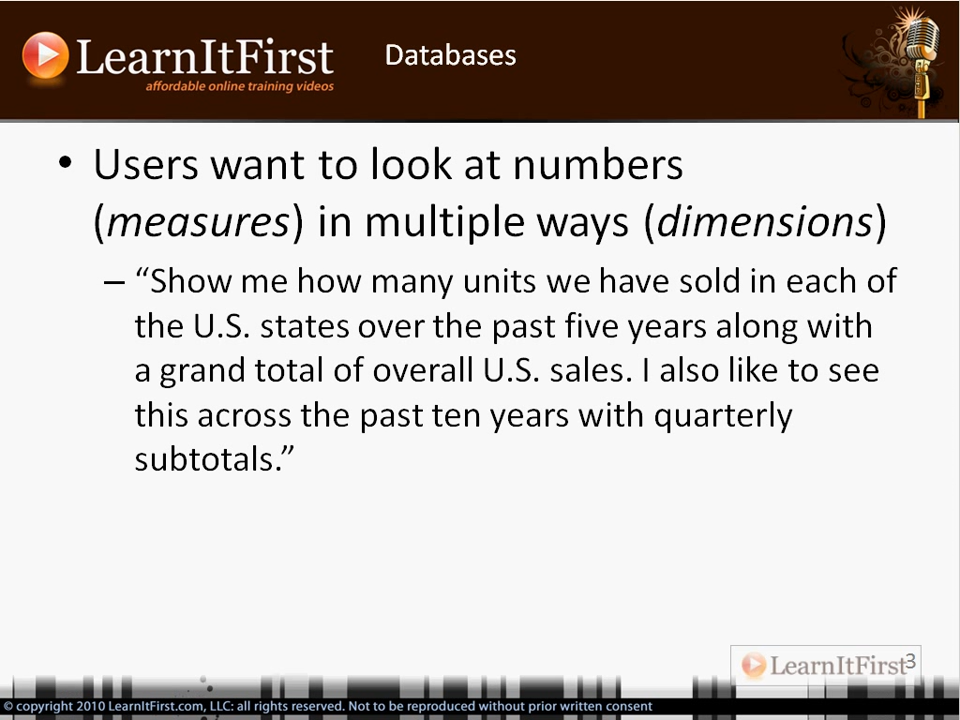 LearnItFirst
affordable online training videos
Databases
• Users want to look at numbers
(measures) in multiple ways (dimensions)
– “Show me how many units we have sold in each of
the U.S. states over the past five years along with
a grand total of overall U.S. sales. I also like to see
this across the past ten years with quarterly
subtotals.”
LearnItFirst
3
© copyright 2010 LearnItFirst.com, LLC: all rights reserved. Not to be reproduced without prior written consent